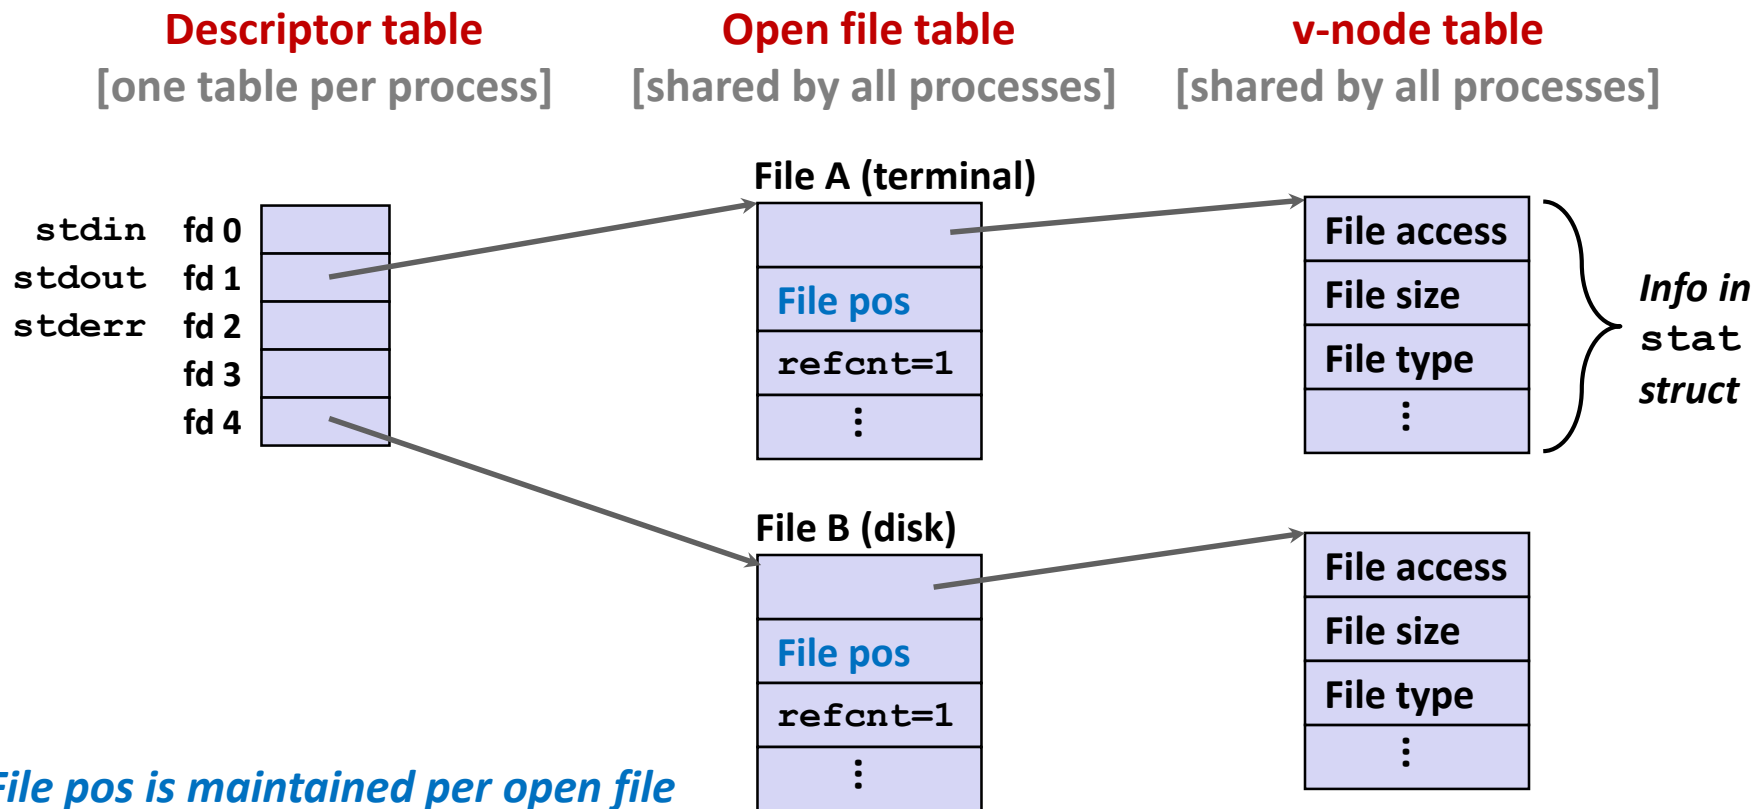 Descriptor table
[one table per process]
Open file table
[shared by all processes]
v-node table
[shared by all processes]
stdin fd 0
stdout fd 1
stderr fd 2
fd 3
fd 4
File A (terminal)
File pos
refcnt=1
⋮
File access
File size
File type
⋮
Info in
stat
struct
File B (disk)
File pos
refcnt=1
⋮
File access
File size
File type
⋮
File pos is maintained per open file